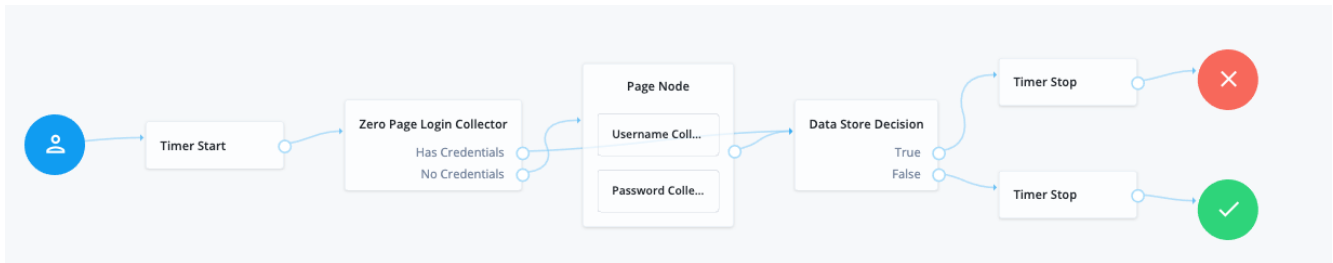 Timer Start
Zero Page Login Collector
Has Credentials
No Credentials
Page Node
Username Coll...
Password Colle...
Data Store Decision
True
False
Timer Stop
Timer Stop